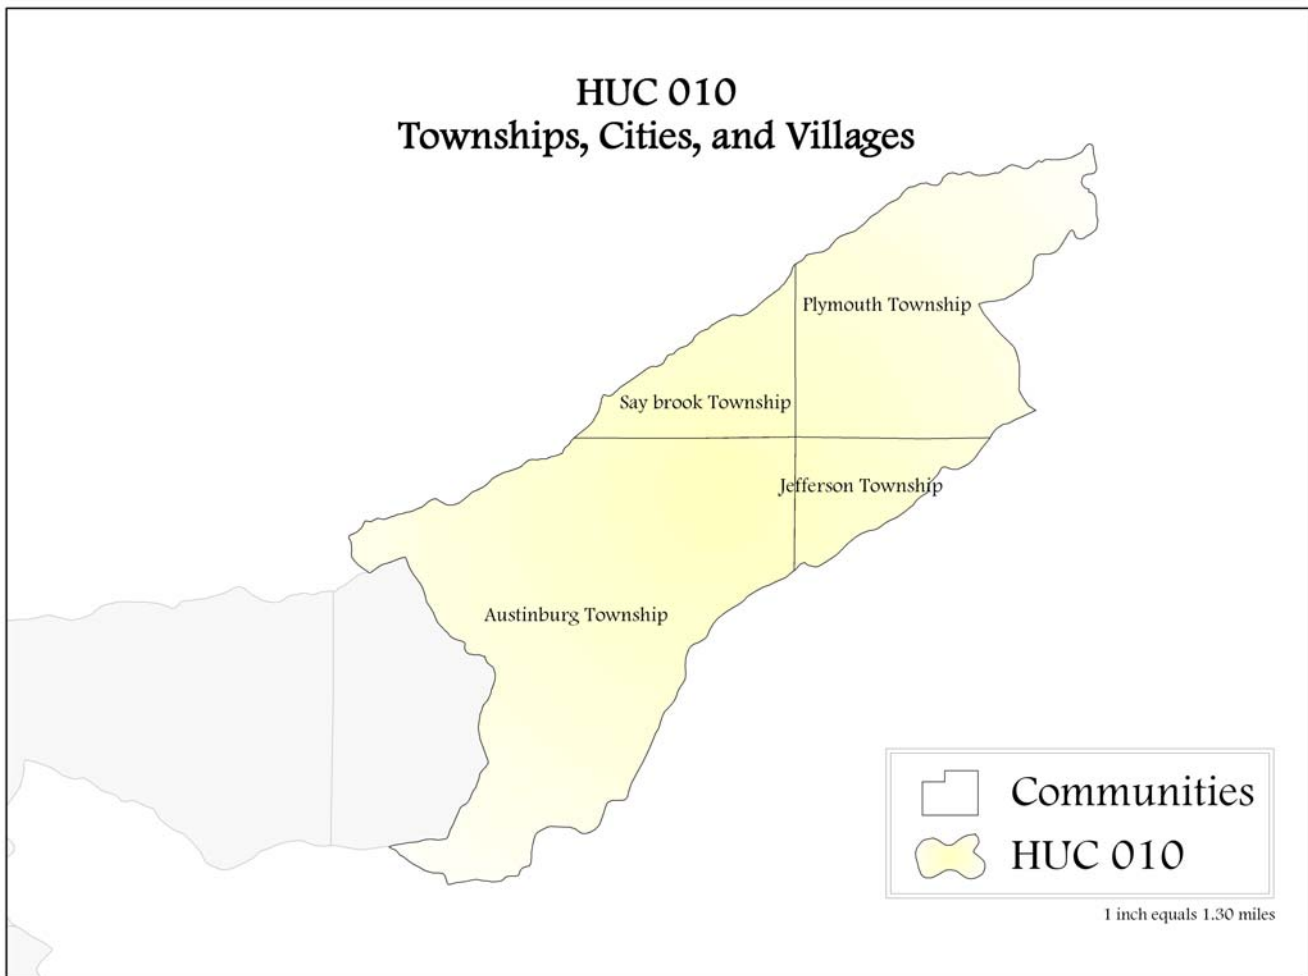 HUC 010
Townships, Cities, and Villages
Plymouth Township
Say brook Township
Jefferson Township
Austinburg Township
Communities
HUC 010
1 inch equals 1.30 miles